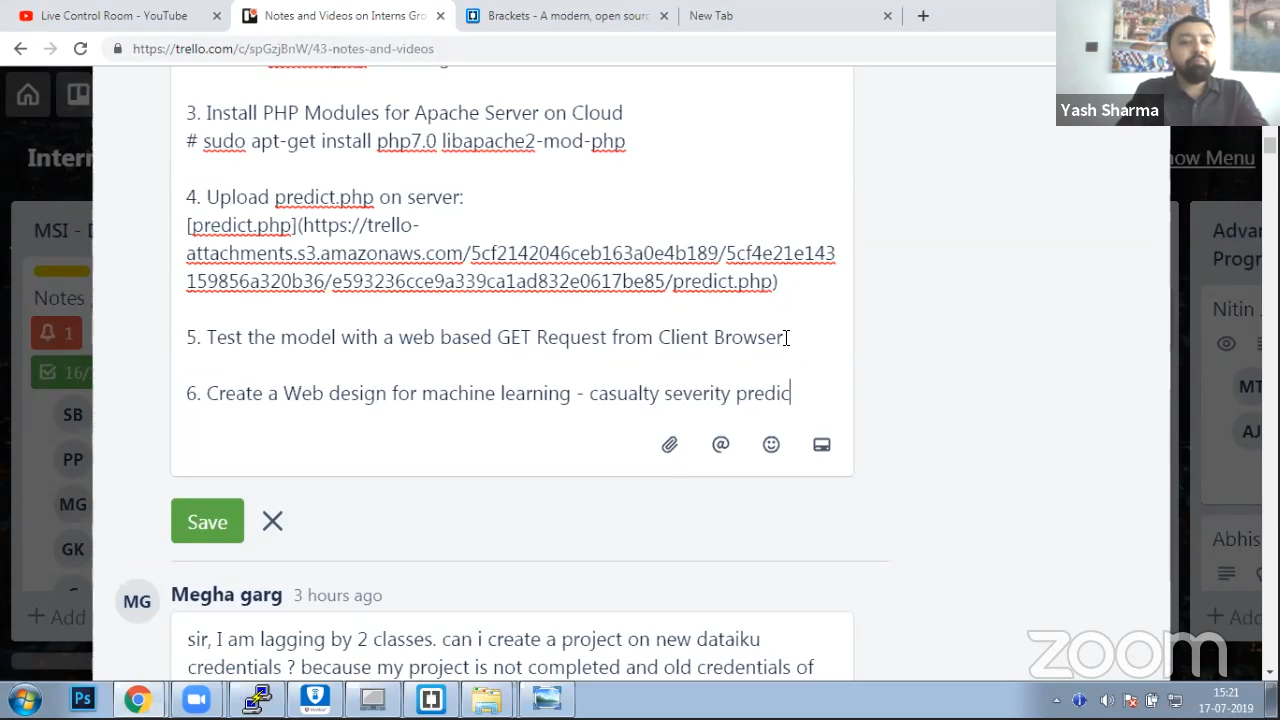 Live Control Room - YouTube
Notes and Videos on Interns Gro
Brackets - A modern, open sour
New Tab
https://trello.com/c/spGzjBnW/43-notes-and-videos
Yash Sharma
Intern
how Menu
3. Install PHP Modules for Apache Server on Cloud
# sudo apt-get install php7.0 libapache2-mod-php
4. Upload predict.php on server:
[predict.php](https://trello-
attachments.s3.amazonaws.com/5cf2142046ceb163a0e4b189/5cf4e21e143
159856a320b36/e593236cce9a339ca1ad832e0617be85/predict.php)
5. Test the model with a web based GET Request from Client Browser
6. Create a Web design for machine learning - casualty severity predic
Save
Megha garg 3 hours ago
MG
sir, I am lagging by 2 classes. can i create a project on new dataiku
credentials ? because my project is not completed and old credentials of
MSI - D
Notes
1
16/
SB
PP
MG
GK
Add
Advan
Progr
Nitin
MT
AJ
Abhis
Add
zoom
Ps
15:21
17-07-2019